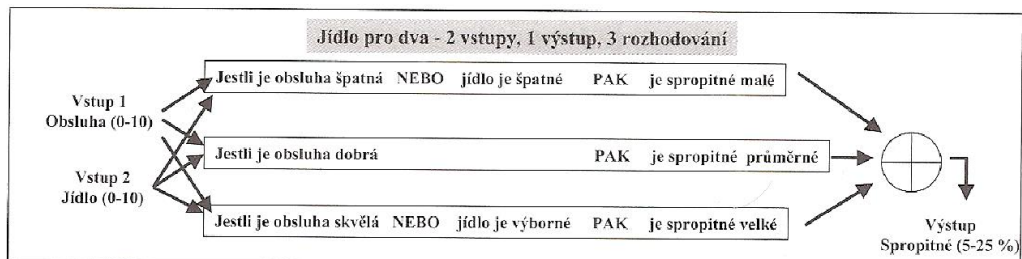 Jídlo pro dva - 2 vstupy, 1 výstup, 3 rozhodování
Jestli je obsluha špatná NEBO jídlo je špatné PAK je spropitné malé
Vstup 1
Obsluha (0-10)
Jestli je obsluha dobrá PAK je spropitné průměrné
Vstup 2
Jídlo (0-10)
Jestli je obsluha skvělá NEBO jídlo je výborné PAK je spropitné velké
Výstup
Spropitné (5-25 %)